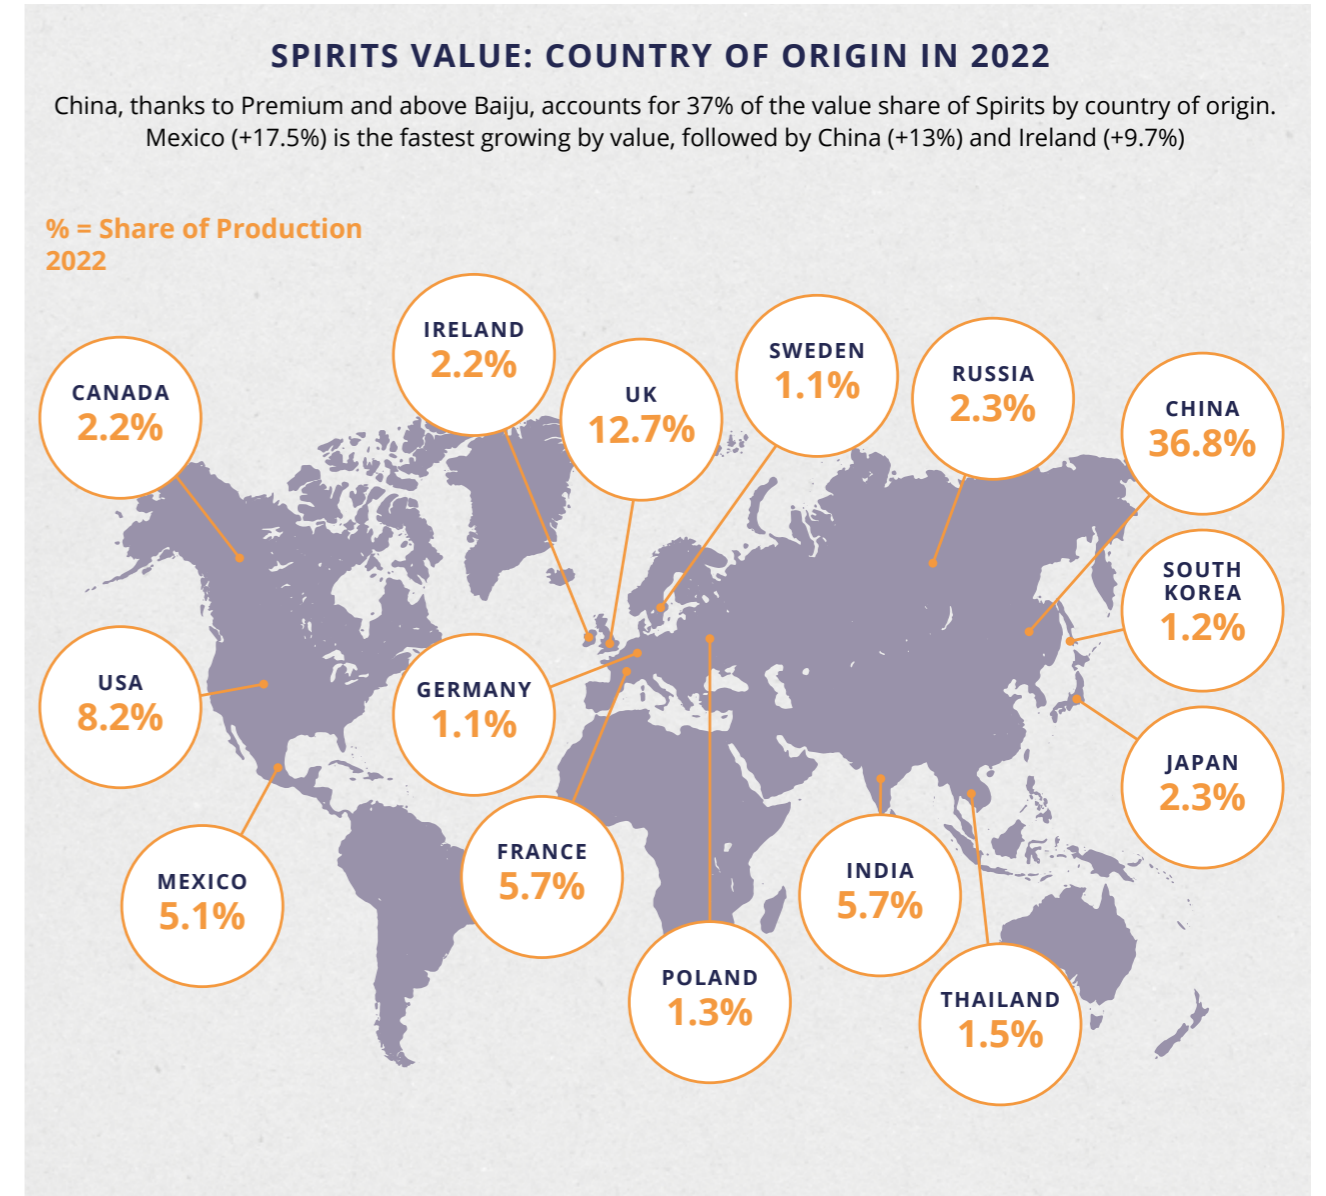 SPIRITS VALUE: COUNTRY OF ORIGIN IN 2022
China, thanks to Premium and above Baiju, accounts for 37% of the value share of Spirits by country of origin.
Mexico (+17.5%) is the fastest growing by value, followed by China (+13%) and Ireland (+9.7%)
% = Share of Production
2022
IRELAND
2.2%
SWEDEN
1.1%
RUSSIA
2.3%
CANADA
2.2%
UK
12.7%
CHINA
36.8%
SOUTH
KOREA
1.2%
USA
8.2%
GERMANY
1.1%
JAPAN
2.3%
MEXICO
5.1%
FRANCE
5.7%
INDIA
5.7%
POLAND
1.3%
THAILAND
1.5%